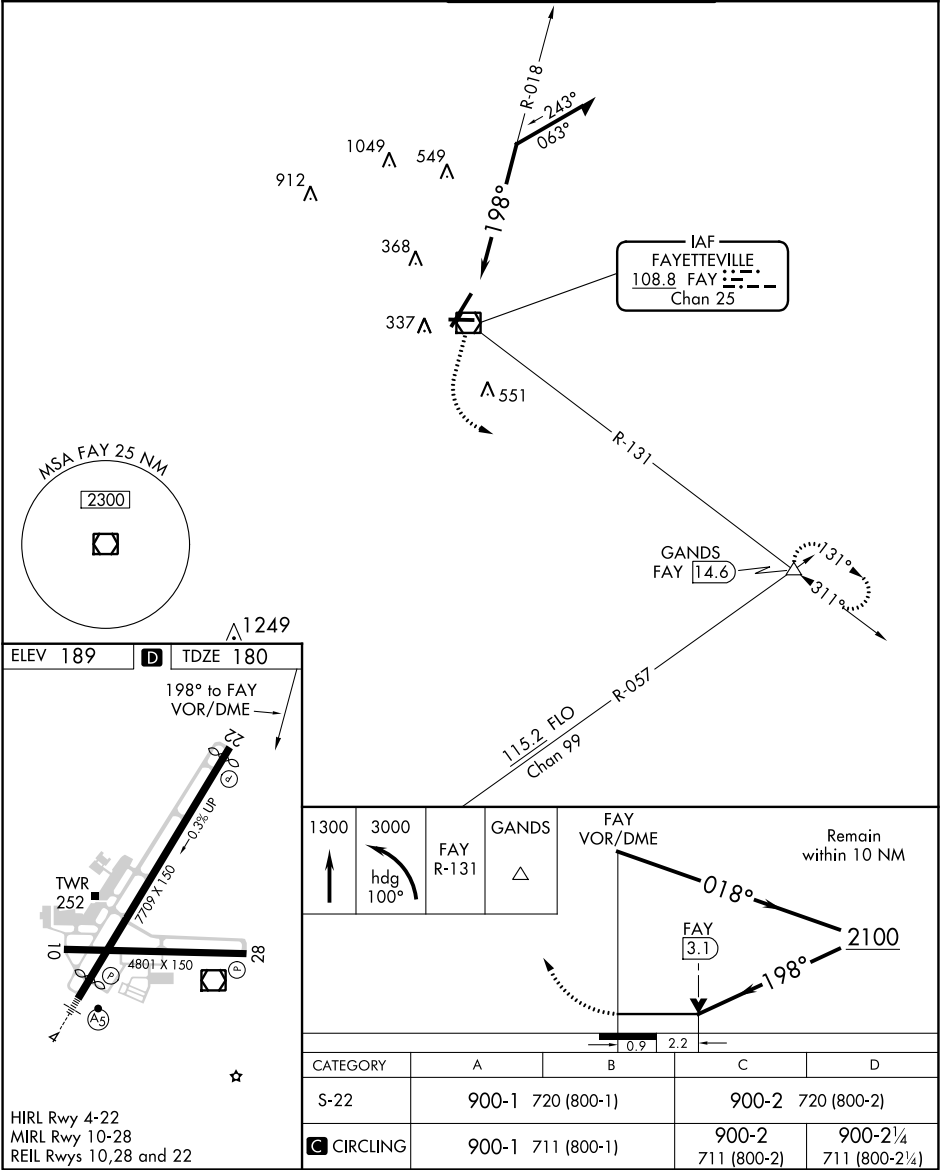 R-018
243°
063°
1049
549
912
198°
368
IAF
FAYETTEVILLE
108.8 FAY
Chan 25
337
551
R-131
MSA FAY 25 NM
2300
GANDS
FAY 14.6
131°
311°
1249
R-057
115.2 FLO
Chan 99
ELEV 189 D TDZE 180
198° to FAY
VOR/DME
22
P
0.3% UP
7709 X 150
TWR
252
10
4801 X 150
28
P
P
A5
4
HIRL Rwy 4-22
MIRL Rwy 10-28
REIL Rwys 10,28 and 22
1300
3000
hdg
100°
FAY
R-131
GANDS
FAY
VOR/DME
Remain
within 10 NM
018°
2100
FAY
3.1
198°
0.9 2.2
CATEGORY A B C D
S-22 900-1 720 (800-1) 900-2 720 (800-2)
C CIRCLING 900-1 711 (800-1) 900-2 711 (800-2) 900-2¼ 711 (800-2¼)